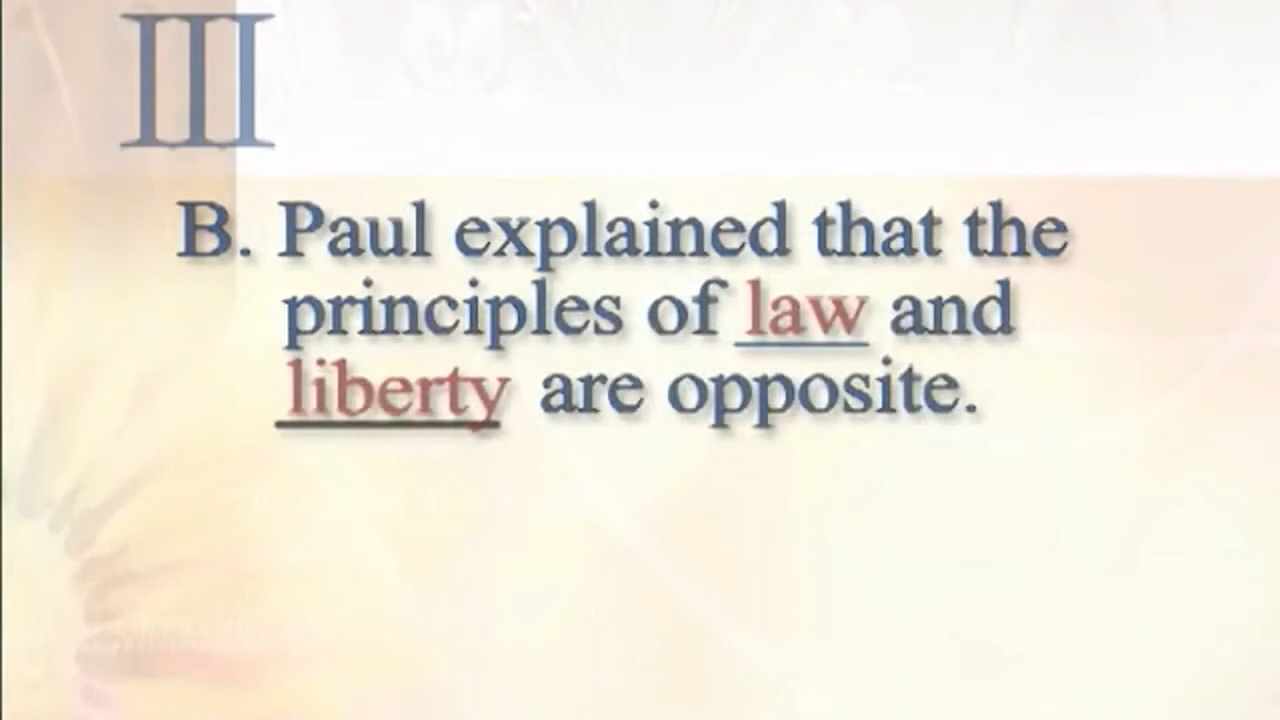 III
B. Paul explained that the
principles of law and
liberty are opposite.